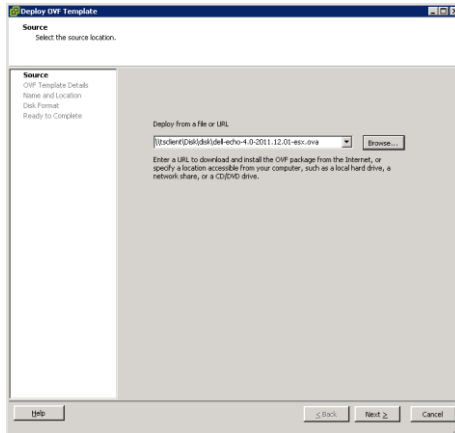 Deploy OVF Template
Source
Select the source location.
Source
OVF Template Details
Name and Location
Disk Format
Ready to Complete
Deploy from a file or URL
\\tsclient\Disk\disk\dell-echo-4.0-2011.12.01-esx.ova
Browse...
Enter a URL to download and install the OVF package from the Internet, or
specify a location accessible from your computer, such as a local hard drive, a
network share, or a CD/DVD drive.
Help
< Back
Next >
Cancel